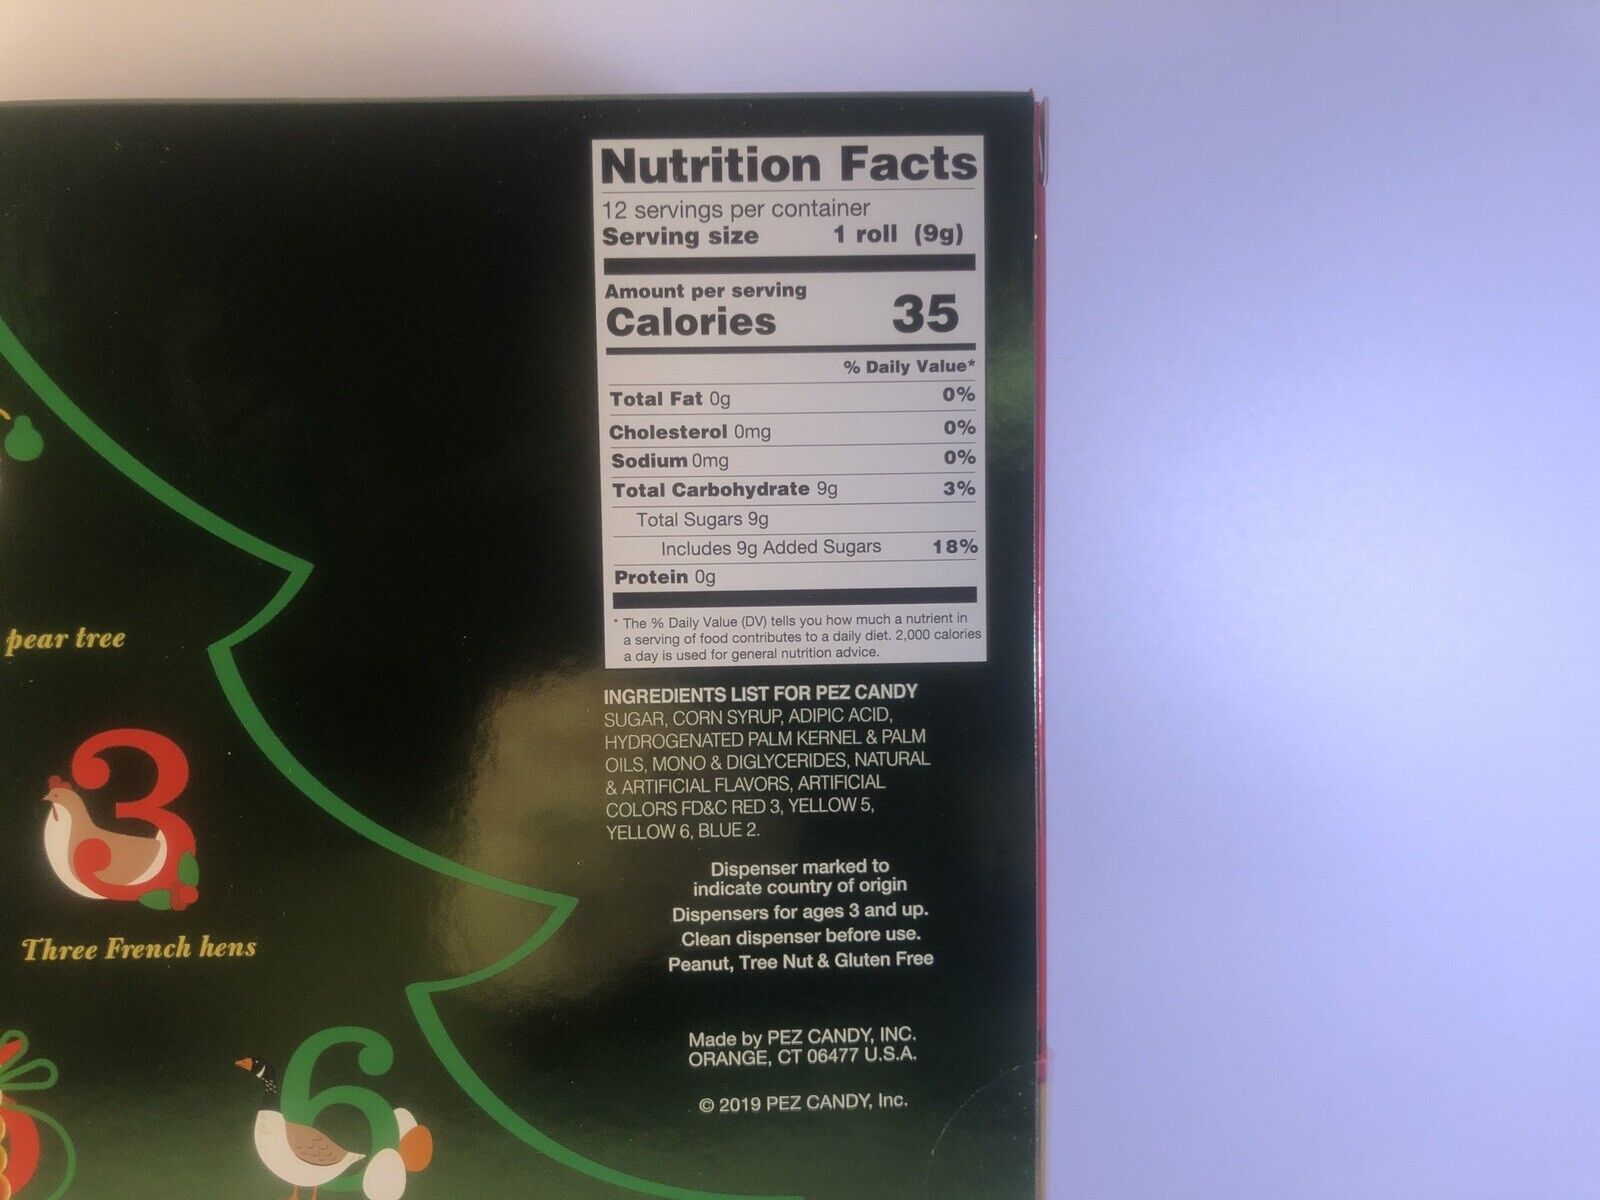 Nutrition Facts
12 servings per container
Serving size 1 roll (9g)
Amount per serving
Calories 35
% Daily Value*
Total Fat 0g 0%
Cholesterol 0mg 0%
Sodium 0mg 0%
Total Carbohydrate 9g 3%
Total Sugars 9g
Includes 9g Added Sugars 18%
Protein 0g
* The % Daily Value (DV) tells you how much a nutrient in
a serving of food contributes to a daily diet. 2,000 calories
a day is used for general nutrition advice.
INGREDIENTS LIST FOR PEZ CANDY
SUGAR, CORN SYRUP, ADIPIC ACID,
HYDROGENATED PALM KERNEL & PALM
OILS, MONO & DIGLYCERIDES, NATURAL
& ARTIFICIAL FLAVORS, ARTIFICIAL
COLORS FD&C RED 3, YELLOW 5,
YELLOW 6, BLUE 2.
Dispenser marked to
indicate country of origin
Dispensers for ages 3 and up.
Clean dispenser before use.
Peanut, Tree Nut & Gluten Free
Made by PEZ CANDY, INC.
ORANGE, CT 06477 U.S.A.
© 2019 PEZ CANDY, Inc.
pear tree
3
Three French hens
6